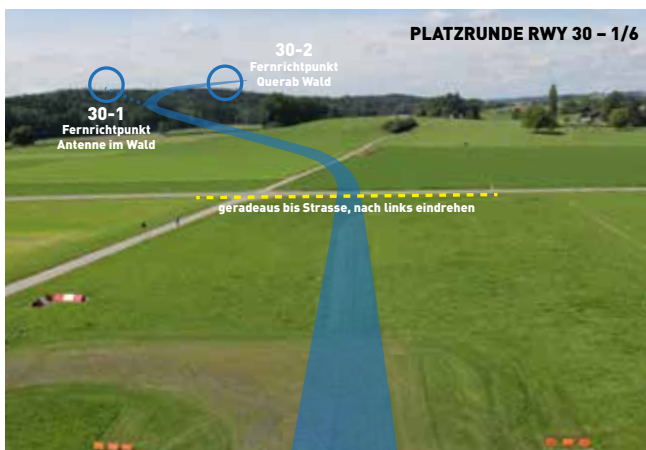 PLATZRUNDE RWY 30 – 1/6
30-2
Fernrichtpunkt
Querab Wald
30-1
Fernrichtpunkt
Antenne im Wald
geradeaus bis Strasse, nach links eindrehen